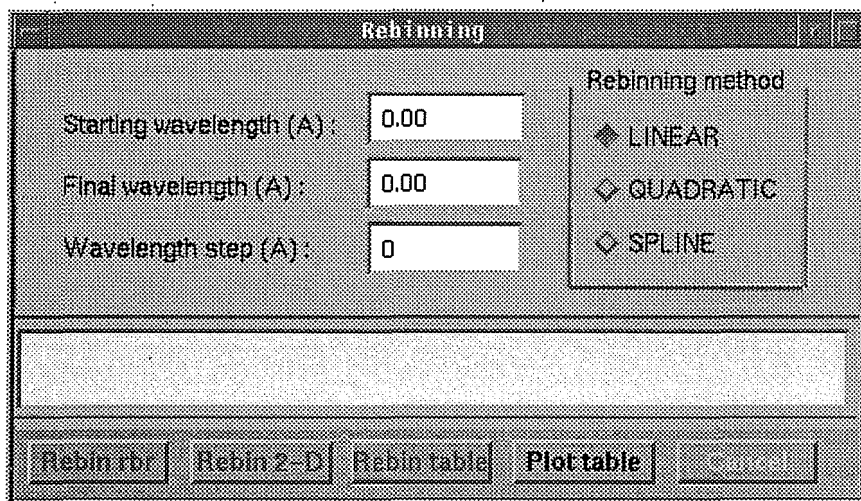 Rebinning
Starting wavelength (A) :
0.00
Final wavelength (A) :
0.00
Wavelength step (A) :
0
Rebinning method
LINEAR
QUADRATIC
SPLINE
Rebin rbr
Rebin 2-D
Rebin table
Plot table